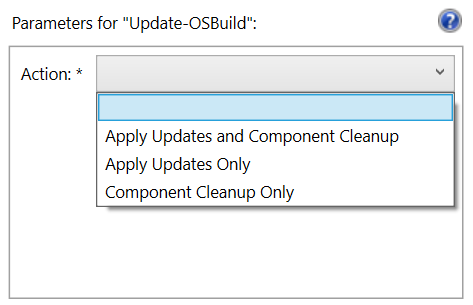 Parameters for "Update-OSBuild":
?
Action: *
Apply Updates and Component Cleanup
Apply Updates Only
Component Cleanup Only